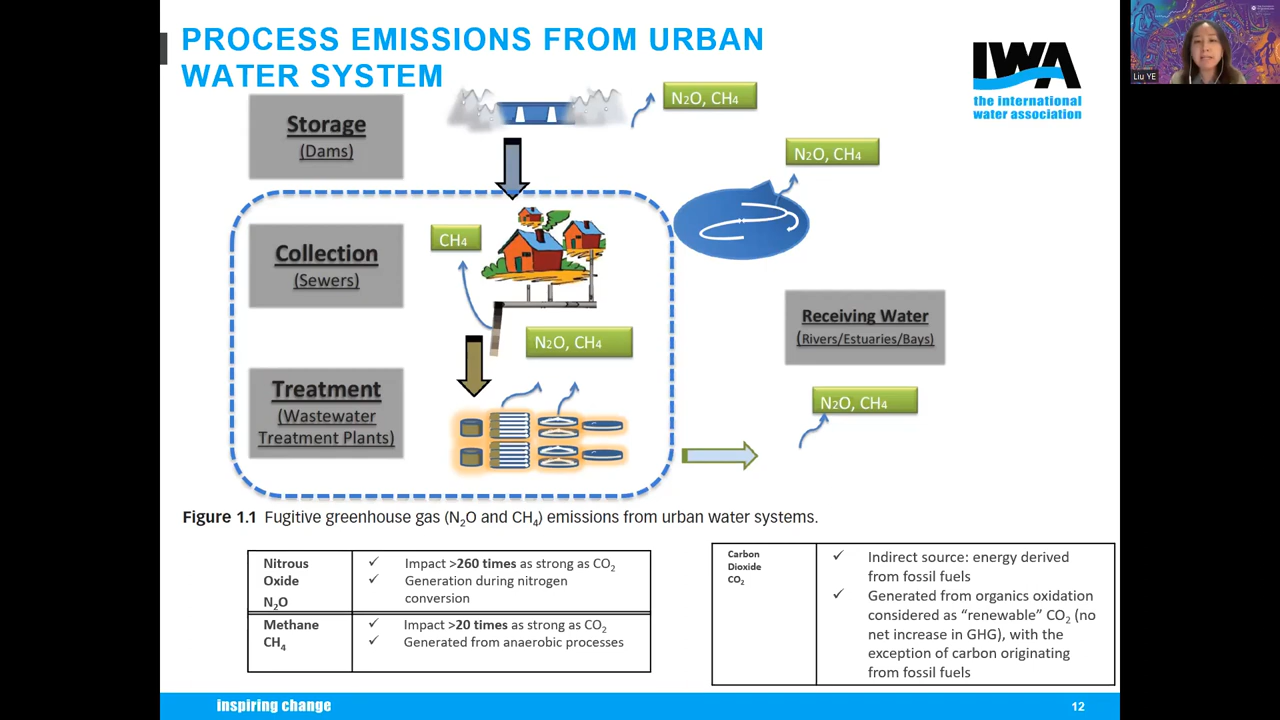 PROCESS EMISSIONS FROM URBAN
WATER SYSTEM
IWA
the international
water association
Liu YE
Storage
(Dams)
N2O, CH4
N2O, CH4
Collection
(Sewers)
CH4
N2O, CH4
Receiving Water
(Rivers/Estuaries/Bays)
Treatment
(Wastewater
Treatment Plants)
N2O, CH4
Figure 1.1 Fugitive greenhouse gas (N2O and CH4) emissions from urban water systems.
Nitrous
Oxide
N2O
✓ Impact >260 times as strong as CO2
✓ Generation during nitrogen
conversion
Methane
CH4
✓ Impact >20 times as strong as CO2
✓ Generated from anaerobic processes
Carbon
Dioxide
CO2
✓ Indirect source: energy derived
from fossil fuels
✓ Generated from organics oxidation
considered as “renewable” CO2 (no
net increase in GHG), with the
exception of carbon originating
from fossil fuels
inspiring change
12